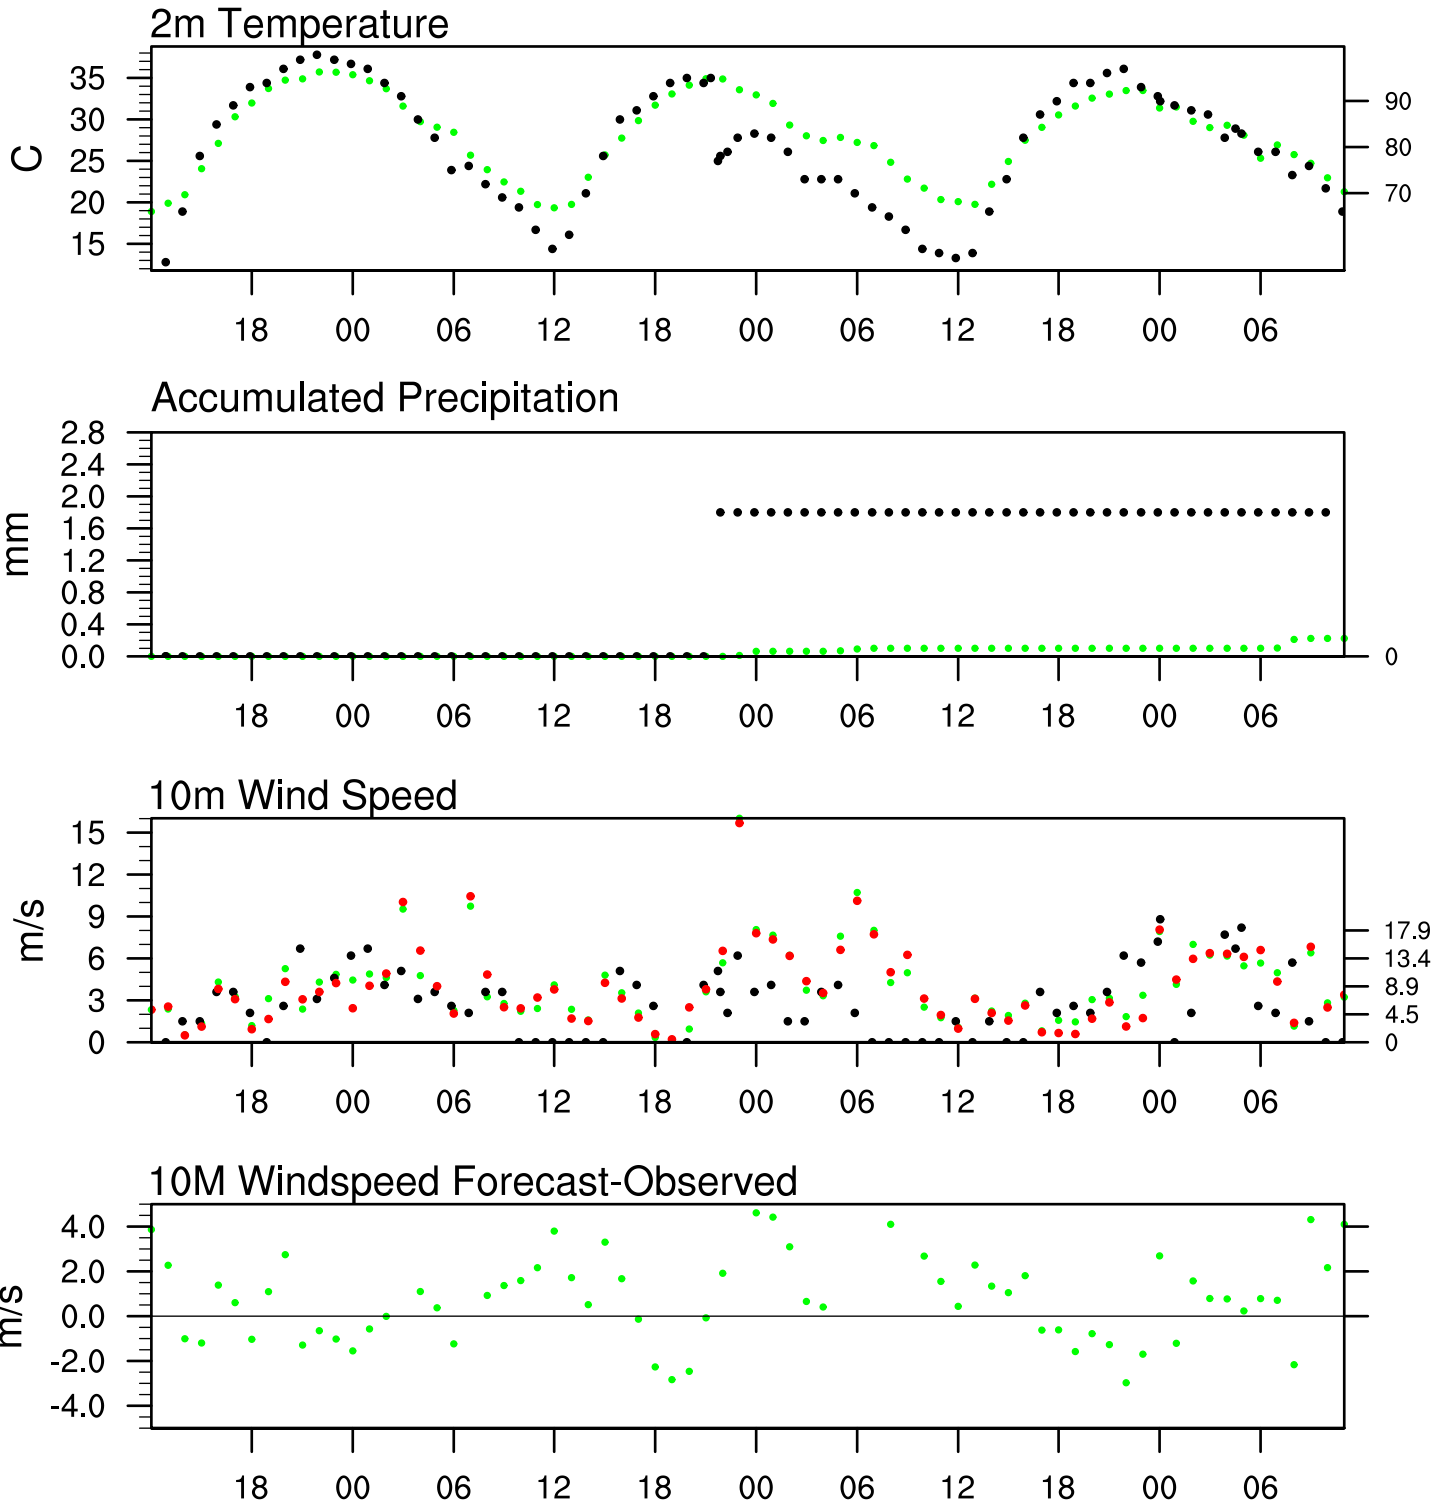 2m Temperature
35
30
25
20
15
C
90
80
70
18 00 06 12 18 00 06 12 18 00 06
Accumulated Precipitation
2.8
2.4
2.0
1.6
1.2
0.8
0.4
0.0
mm
0
18 00 06 12 18 00 06 12 18 00 06
10m Wind Speed
15
12
9
6
3
0
m/s
17.9
13.4
8.9
4.5
0
18 00 06 12 18 00 06 12 18 00 06
10M Windspeed Forecast-Observed
4.0
2.0
0.0
-2.0
-4.0
m/s
18 00 06 12 18 00 06 12 18 00 06